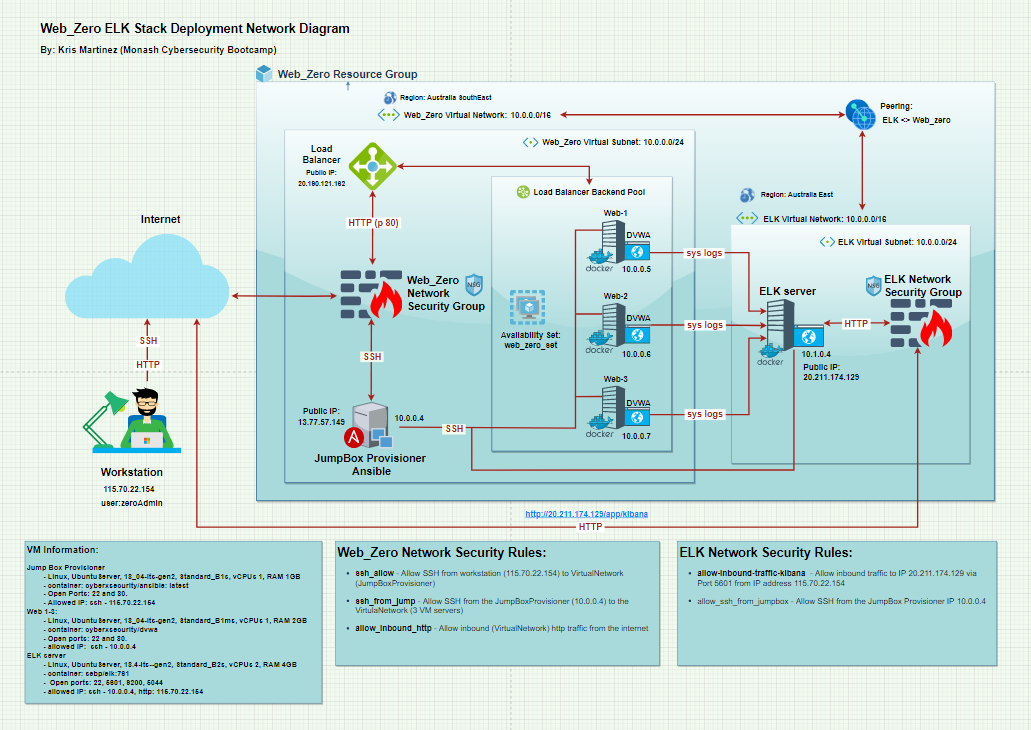 Web_Zero ELK Stack Deployment Network Diagram
By: Kris Martinez (Monash Cybersecurity Bootcamp)
Web_Zero Resource Group
Region: Australia SouthEast
Web_Zero Virtual Network: 10.0.0.0/16
Peering:
ELK <> Web_zero
Load
Balancer
Public IP:
20.190.121.162
Web_Zero Virtual Subnet: 10.0.0.0/24
Load Balancer Backend Pool
Region: Australia East
ELK Virtual Network: 10.0.0.0/16
ELK Virtual Subnet: 10.0.0.0/24
Internet
HTTP (p 80)
Web-1
DVWA
docker
10.0.0.5
sys logs
Web_Zero
Network
Security Group
NSG
Availability Set:
web_zero_set
Web-2
DVWA
docker
10.0.0.6
sys logs
ELK server
docker
10.1.0.4
Public IP:
20.211.174.129
HTTP
NSG
ELK Network
Security Group
SSH
HTTP
SSH
Web-3
DVWA
docker
10.0.0.7
sys logs
Public IP:
13.77.57.149
10.0.0.4
SSH
JumpBox Provisioner
Ansible
Workstation
115.70.22.154
user:zeroAdmin
http://20.211.174.129/app/kibana
HTTP
VM Information:
Jump Box Provisioner
- Linux, UbuntuServer, 18_04-lts-gen2, Standard_B1s, vCPUs 1, RAM 1GB
- container: cyberxsecurity/ansible: latest
- Open Ports: 22 and 80.
- Allowed IP: ssh - 115.70.22.154
Web 1-3:
- Linux, UbuntuServer, 18_04-lts-gen2, Standard_B1ms, vCPUs 1, RAM 2GB
- container: cyberxsecurity/dvwa
- Open ports: 22 and 80.
- allowed IP: ssh - 10.0.0.4
ELK server
- Linux, UbuntuServer, 18.4-lts--gen2, Standard_B2s, vCPUs 2, RAM 4GB
- container: sebp/elk:761
- Open ports: 22, 5601, 9200, 5044
- allowed IP: ssh - 10.0.0.4, http: 115.70.22.154
Web_Zero Network Security Rules:
• ssh_allow - Allow SSH from workstation (115.70.22.154) to VirtualNetwork
(JumpBoxProvisioner)
• ssh_from_jump - Allow SSH from the JumpBoxProvisioner (10.0.0.4) to the
VirtulaNetwork (3 VM servers)
• allow_inbound_http - Allow inbound (VirtualNetwork) http traffic from the internet
ELK Network Security Rules:
• allow-inbound-traffic-kibana - Allow inbound traffic to IP 20.211.174.129 via
Port 5601 from IP address 115.70.22.154
• allow_ssh_from_jumpbox - Allow SSH from the JumpBox Provisioner IP 10.0.0.4